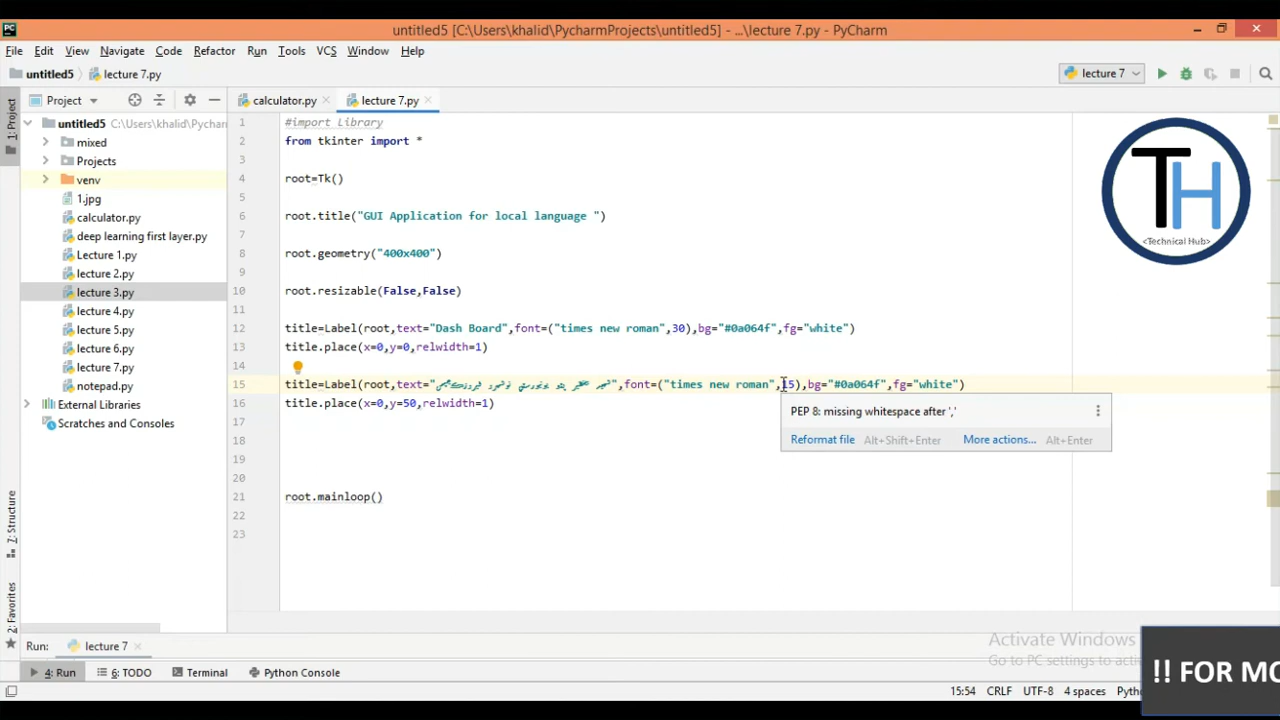 untitled5 [C:\Users\khalid\PycharmProjects\untitled5] - ...\lecture 7.py - PyCharm
File Edit View Navigate Code Refactor Run Tools VCS Window Help
untitled5 lecture 7.py
lecture 7
Project
calculator.py
lecture 7.py
1: Project
untitled5 C:\Users\khalid\Pycharm
mixed
Projects
venv
1.jpg
calculator.py
deep learning first layer.py
Lecture 1.py
lecture 2.py
lecture 3.py
lecture 4.py
lecture 5.py
lecture 6.py
lecture 7.py
notepad.py
External Libraries
Scratches and Consoles
1 #import Library
2 from tkinter import *
3
4 root=Tk()
5
6 root.title("GUI Application for local language ")
7
8 root.geometry("400x400")
9
10 root.resizable(False,False)
11
12 title=Label(root,text="Dash Board",font=("times new roman",30),bg="#0a064f",fg="white")
13 title.place(x=0,y=0,relwidth=1)
14
15 title=Label(root,text=" ",font=("times new roman",15),bg="#0a064f",fg="white")
16 title.place(x=0,y=50,relwidth=1)
17
18
19
20
21 root.mainloop()
22
23
PEP 8: missing whitespace after ','
Reformat file Alt+Shift+Enter More actions... Alt+Enter
TH
<Technical Hub>
7: Structure
2: Favorites
Run: lecture 7
Activate Windows
Go to PC settings to acti
!! FOR MO
4: Run 6: TODO Terminal Python Console
15:54 CRLF UTF-8 4 spaces Pytho